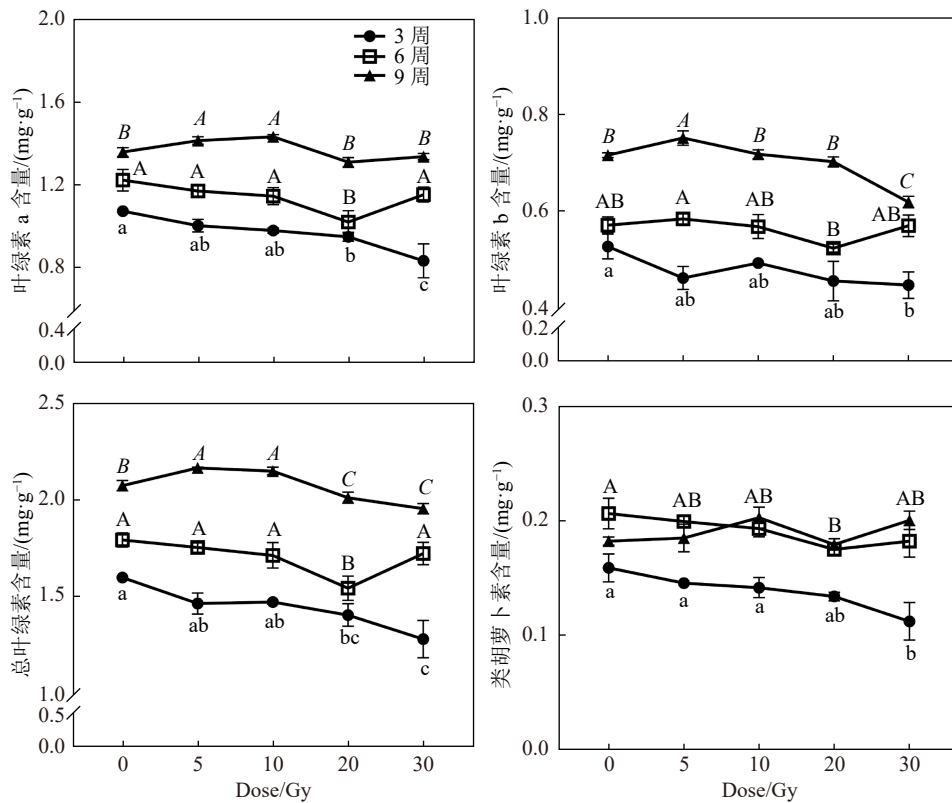 叶绿素 a 含量/(mg·g⁻¹)
2.0
1.6
1.2
0.8
0.4
0.0
3 周
6 周
9 周
B A A B B
A A A B A
a ab ab b c
叶绿素 b 含量/(mg·g⁻¹)
1.0
0.8
0.6
0.4
0.2
0.0
B A B B C
AB A AB B AB
a ab ab ab b
总叶绿素含量/(mg·g⁻¹)
2.5
2.0
1.5
1.0
0.5
0.0
B A A C C
A A A B A
a ab ab bc c
0 5 10 20 30
Dose/Gy
类胡萝卜素含量/(mg·g⁻¹)
0.3
0.2
0.1
0.0
A AB AB B AB
a a a ab b
0 5 10 20 30
Dose/Gy